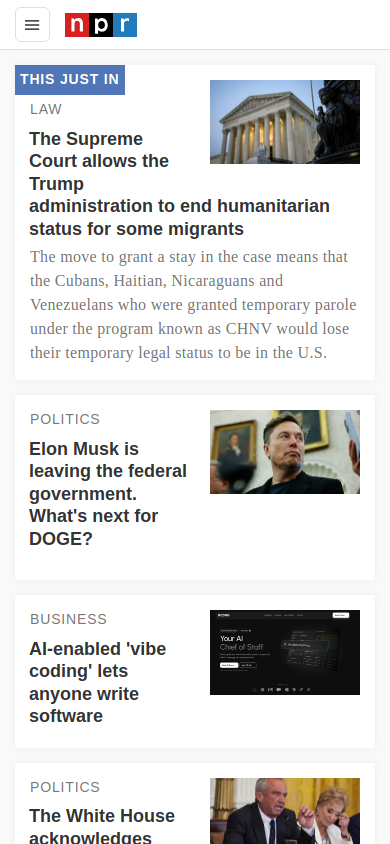 npr
THIS JUST IN
LAW
The Supreme
Court allows the
Trump
administration to end humanitarian
status for some migrants
The move to grant a stay in the case means that
the Cubans, Haitian, Nicaraguans and
Venezuelans who were granted temporary parole
under the program known as CHNV would lose
their temporary legal status to be in the U.S.
POLITICS
Elon Musk is
leaving the federal
government.
What's next for
DOGE?
BUSINESS
AI-enabled 'vibe
coding' lets
anyone write
software
Your AI
Chief of Staff
POLITICS
The White House
acknowledges